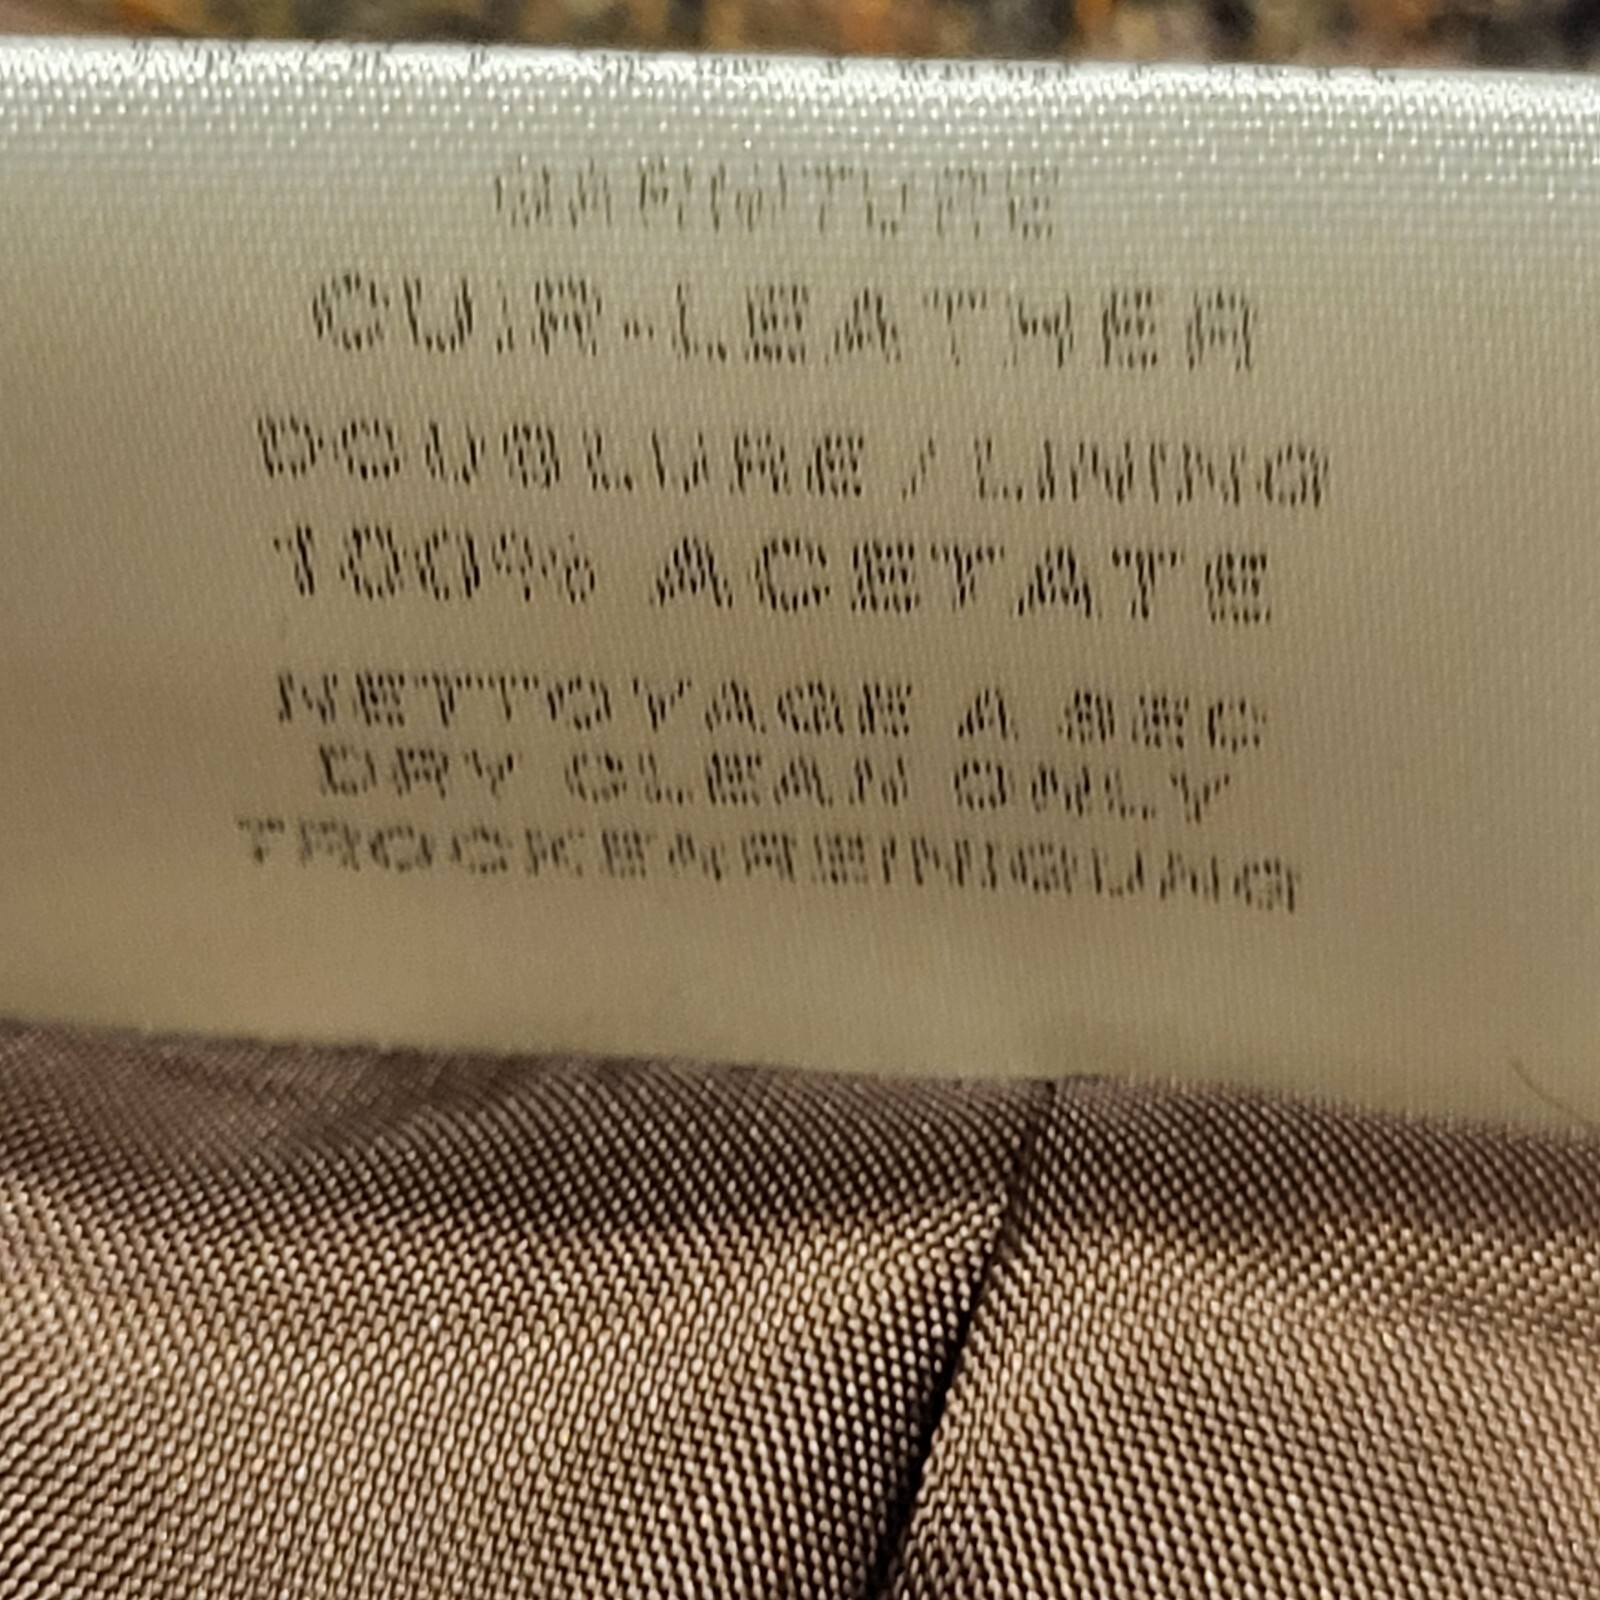 GARNITURE
CUIR-LEATHER
DOUBLURE / LINING
100% ACETATE
NETTOYAGE A SEC
DRY CLEAN ONLY
TROCKENREINIGUNG